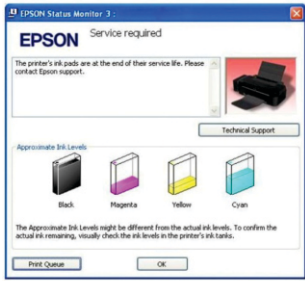 EPSON Status Monitor 3 :
EPSON
Service required
The printer's ink pads are at the end of their service life. Please
contact Epson support.
Technical Support
Approximate Ink Levels
Black
Magenta
Yellow
Cyan
The Approximate Ink Levels might be different from the actual ink levels. To confirm the
actual ink remaining, visually check the ink levels in the printer's ink tanks.
Print Queue
OK